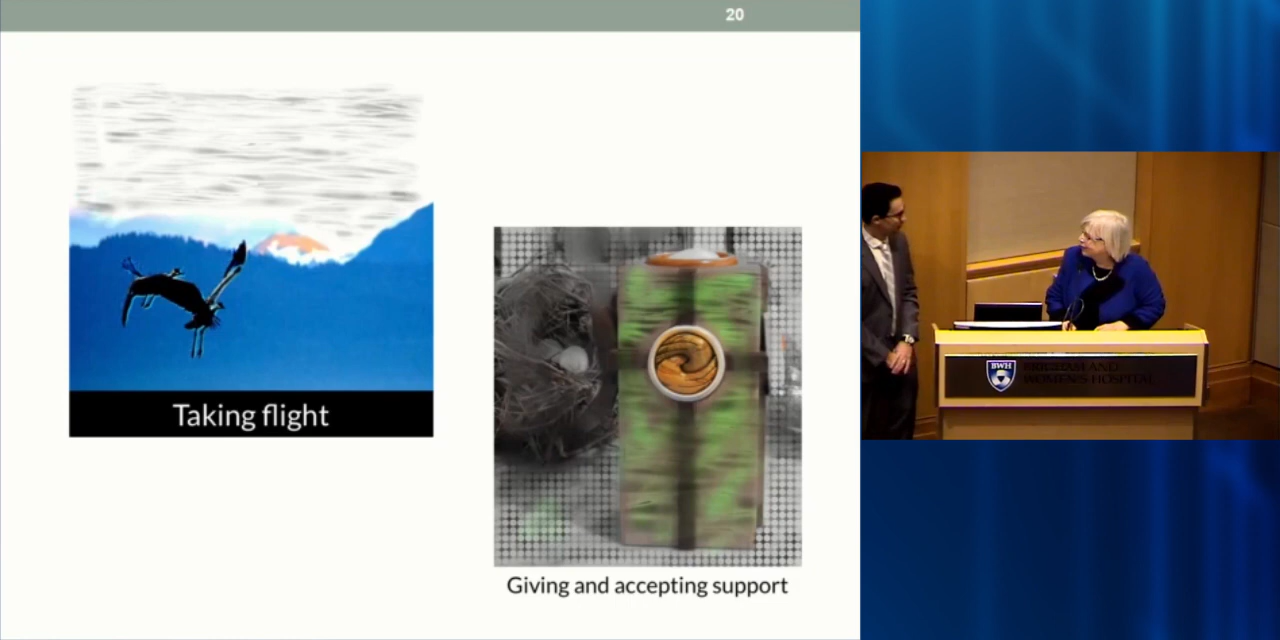 20
Taking flight
Giving and accepting support
BWH
BRIGHAM AND
WOMEN'S HOSPITAL